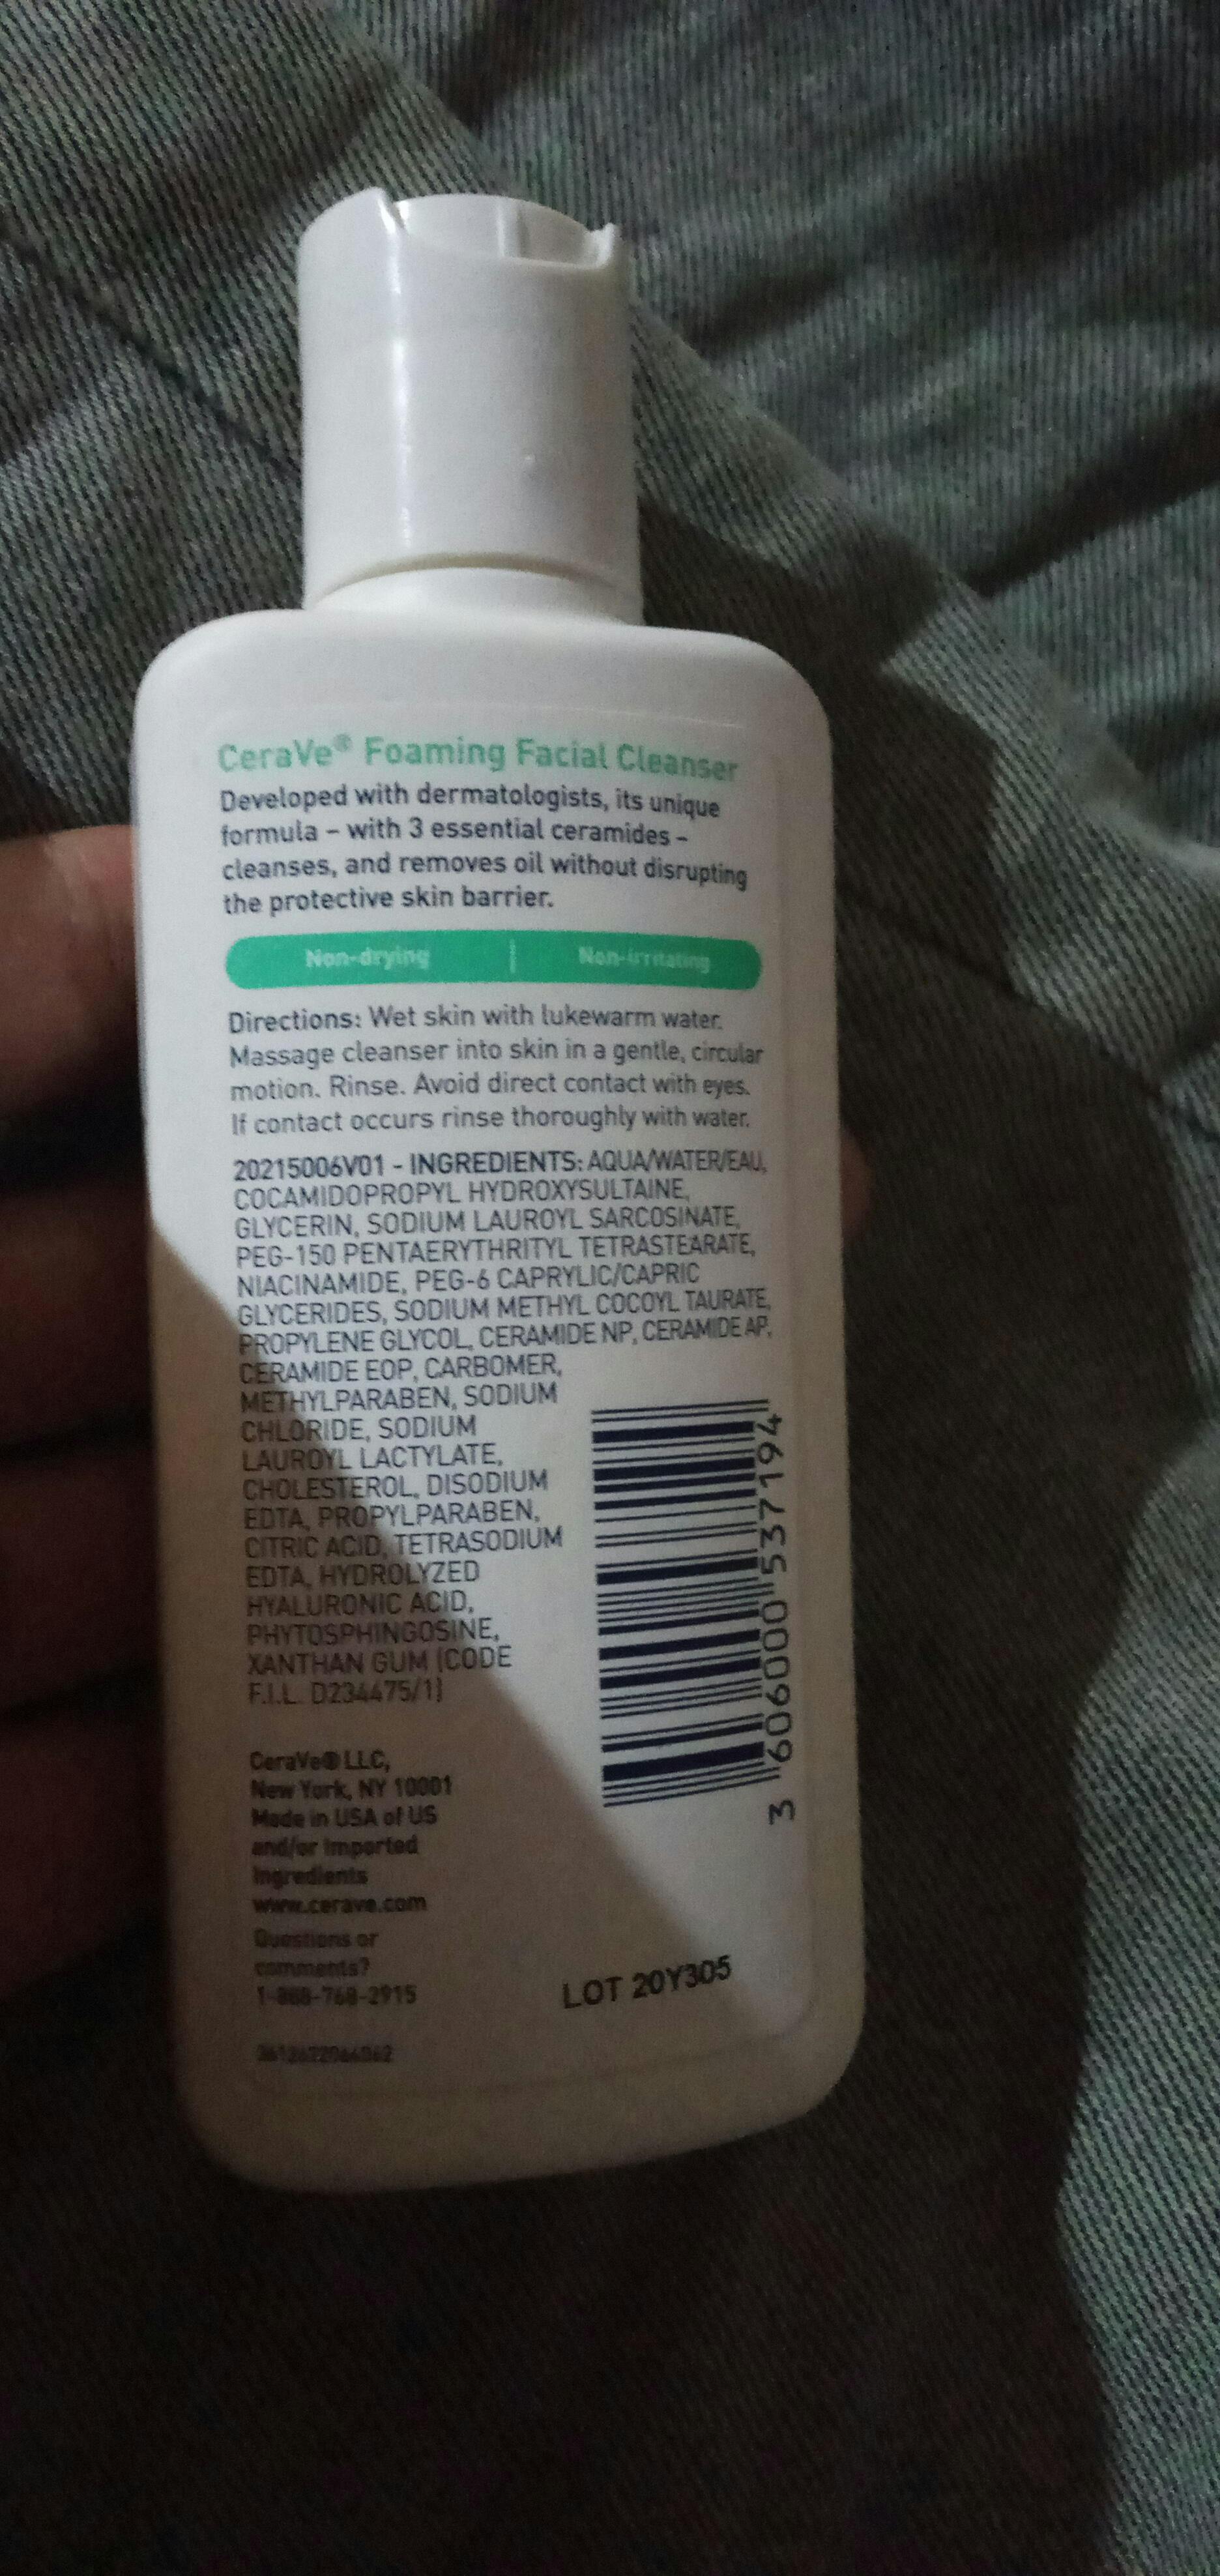 CeraVe® Foaming Facial Cleanser
Developed with dermatologists, its unique
formula – with 3 essential ceramides –
cleanses, and removes oil without disrupting
the protective skin barrier.
Non-drying | Non-irritating
Directions: Wet skin with lukewarm water.
Massage cleanser into skin in a gentle, circular
motion. Rinse. Avoid direct contact with eyes.
If contact occurs rinse thoroughly with water.
20215006V01 - INGREDIENTS: AQUA/WATER/EAU,
COCAMIDOPROPYL HYDROXYSULTAINE,
GLYCERIN, SODIUM LAUROYL SARCOSINATE,
PEG-150 PENTAERYTHRITYL TETRASTEARATE,
NIACINAMIDE, PEG-6 CAPRYLIC/CAPRIC
GLYCERIDES, SODIUM METHYL COCOYL TAURATE,
PROPYLENE GLYCOL, CERAMIDE NP, CERAMIDE AP,
CERAMIDE EOP, CARBOMER,
METHYLPARABEN, SODIUM
CHLORIDE, SODIUM
LAUROYL LACTYLATE,
CHOLESTEROL, DISODIUM
EDTA, PROPYLPARABEN,
CITRIC ACID, TETRASODIUM
EDTA, HYDROLYZED
HYALURONIC ACID,
PHYTOSPHINGOSINE,
XANTHAN GUM (CODE
F.I.L. D234475/1)
3 606000 537194
CeraVe® LLC,
New York, NY 10001
Made in USA of US
and/or imported
ingredients
www.cerave.com
Questions or
comments?
1-888-768-2915
LOT 20Y305